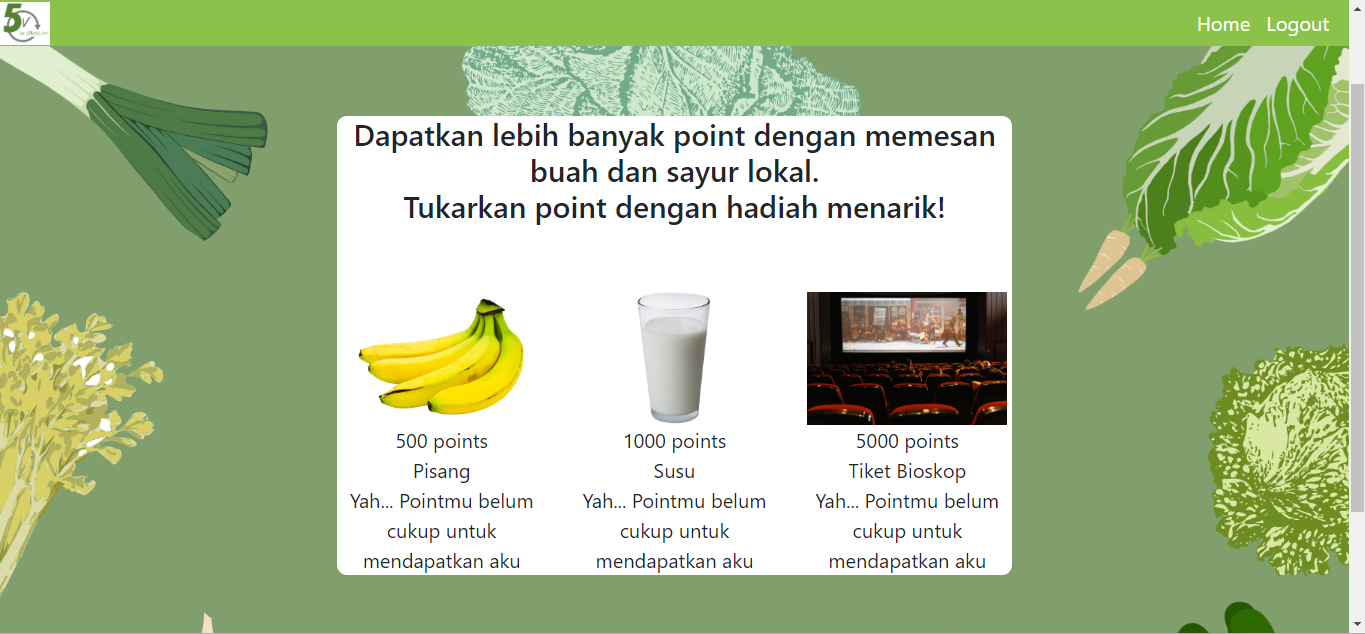 5
Home Logout
Dapatkan lebih banyak point dengan memesan
buah dan sayur lokal.
Tukarkan point dengan hadiah menarik!
500 points
Pisang
Yah... Pointmu belum
cukup untuk
mendapatkan aku
1000 points
Susu
Yah... Pointmu belum
cukup untuk
mendapatkan aku
5000 points
Tiket Bioskop
Yah... Pointmu belum
cukup untuk
mendapatkan aku